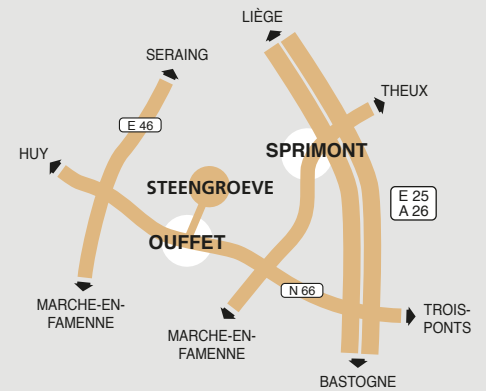 LIÈGE
SERAING
THEUX
E 46
SPRIMONT
HUY
STEENGROEVE
E 25
A 26
OUFFET
N 66
MARCHE-EN-
FAMENNE
TROIS-
PONTS
MARCHE-EN-
FAMENNE
BASTOGNE